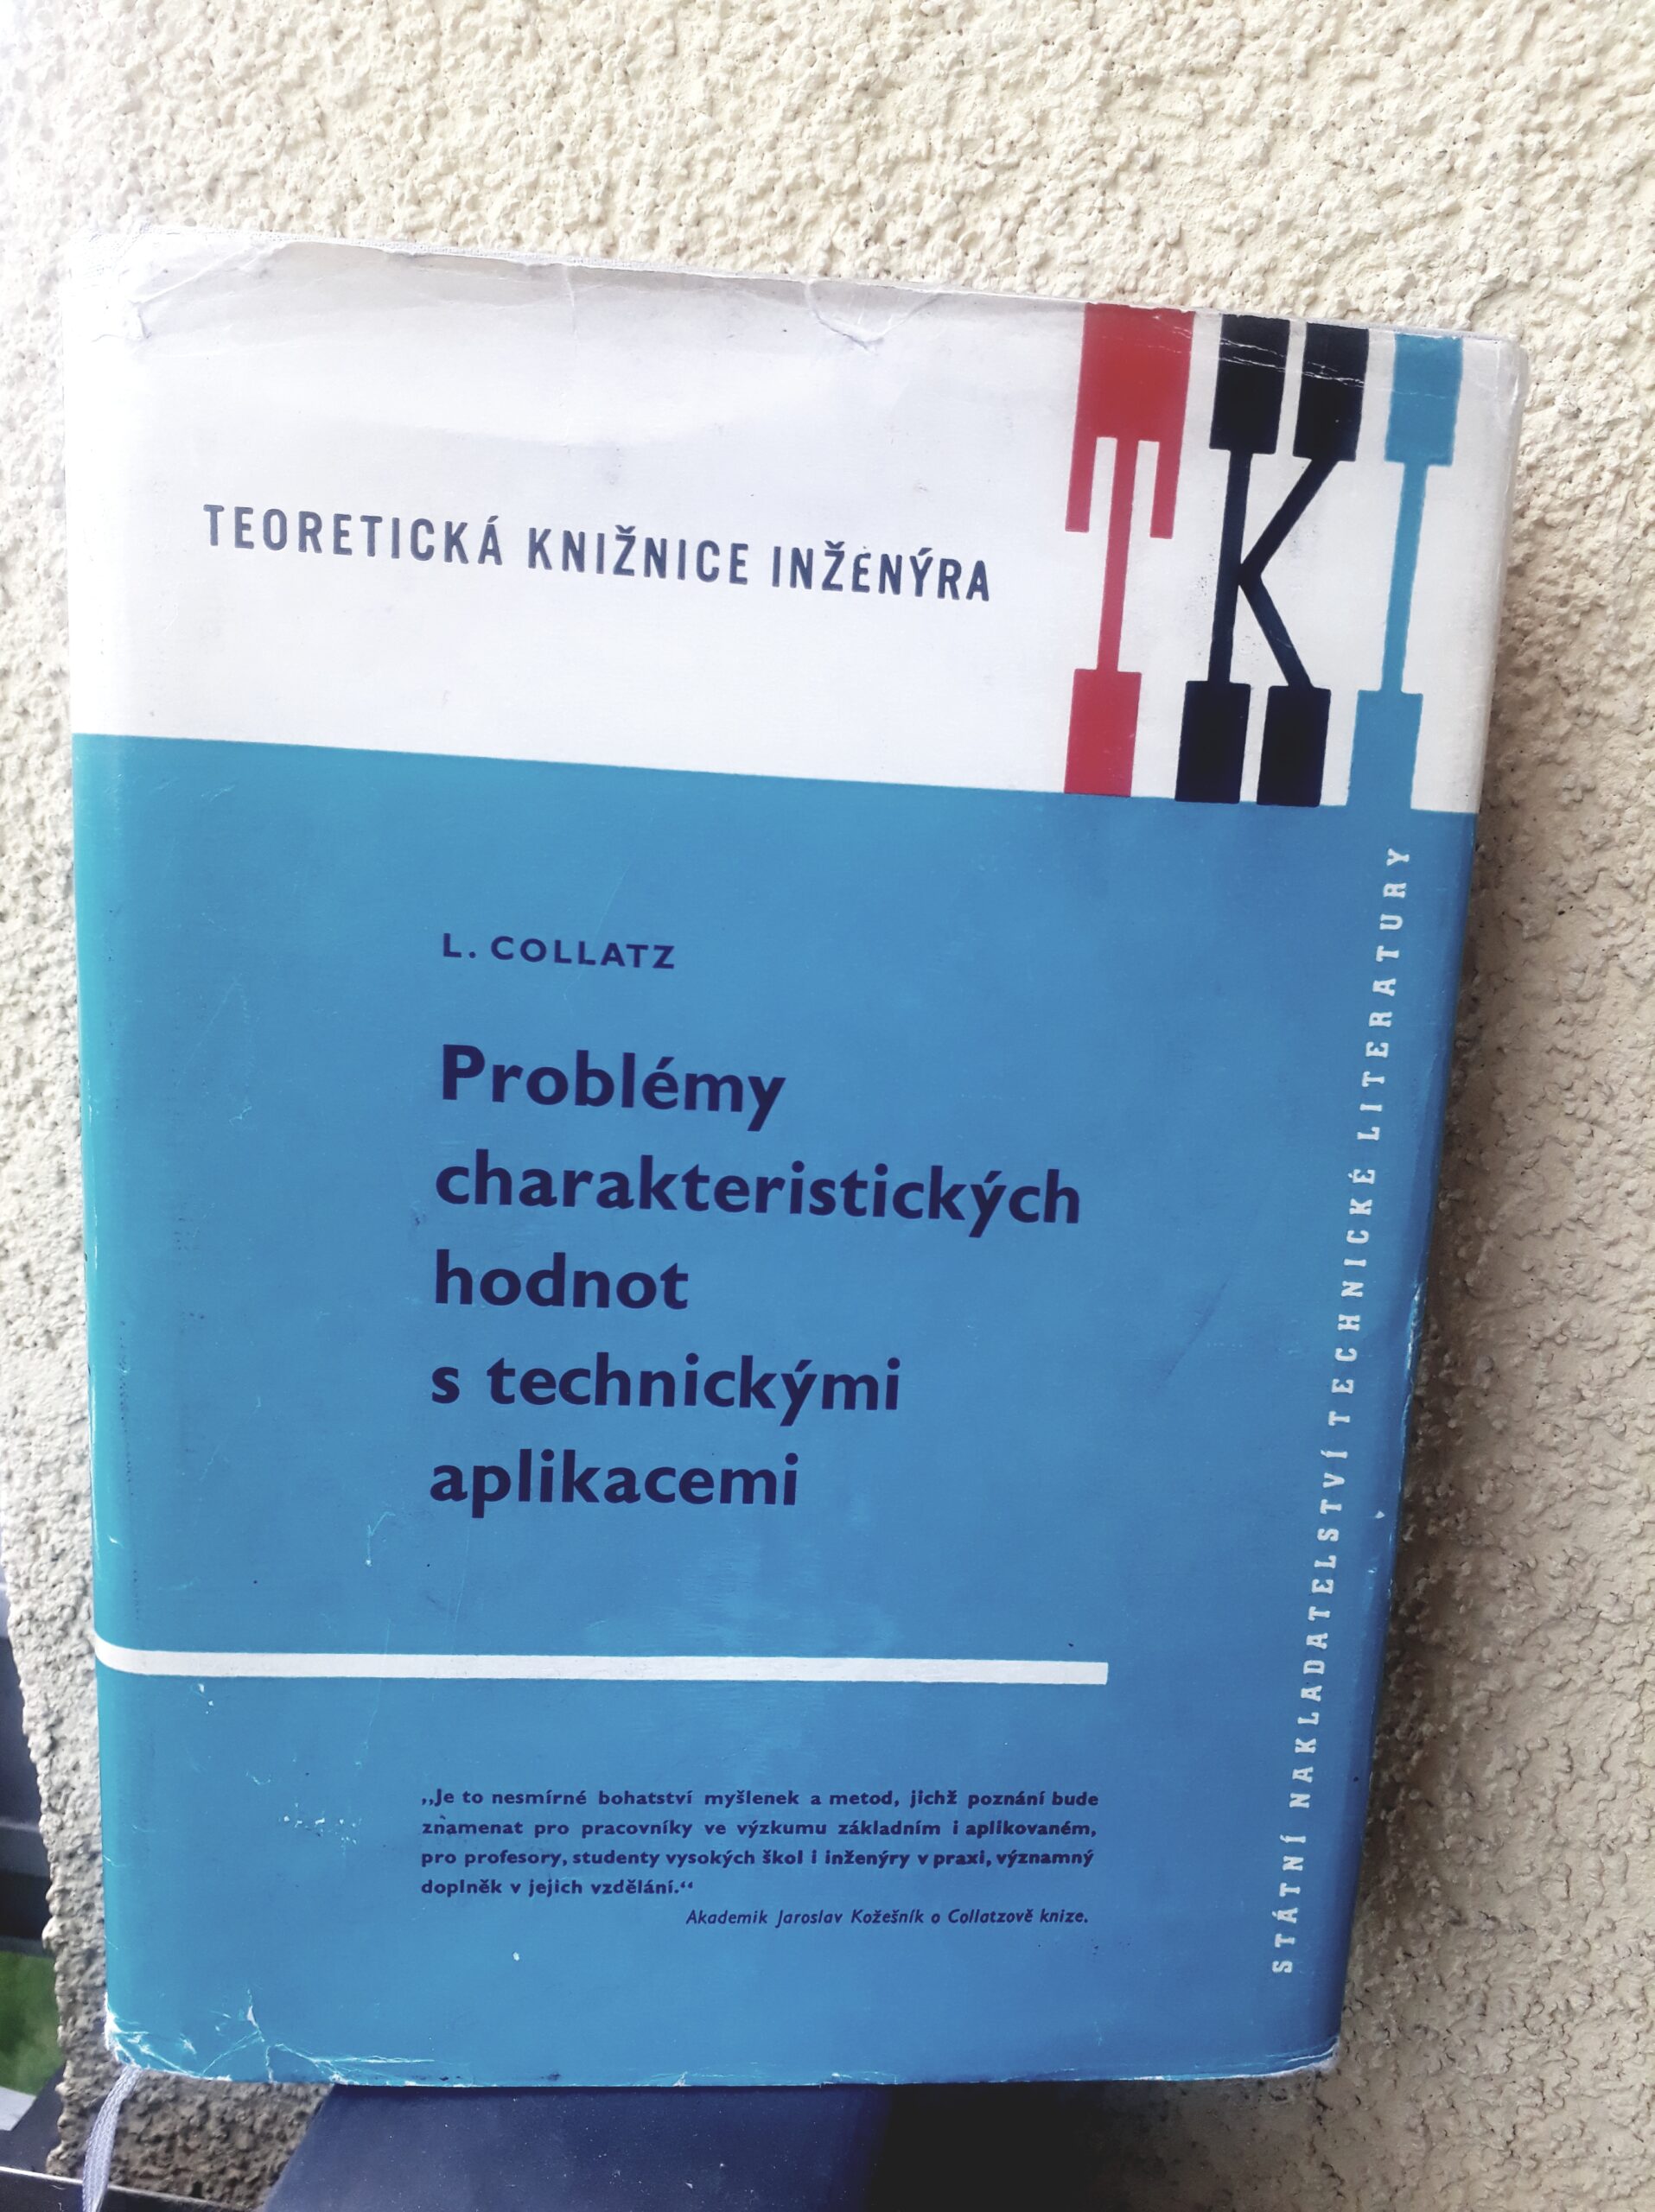 TEORETICKÁ KNIŽNICE INŽENÝRA
TKI
L. COLLATZ
Problémy
charakteristických
hodnot
s technickými
aplikacemi
„Je to nesmírné bohatství myšlenek a metod, jichž poznání bude
znamenat pro pracovníky ve výzkumu základním i aplikovaném,
pro profesory, studenty vysokých škol i inženýry v praxi, významný
doplněk v jejich vzdělání.“
Akademik Jaroslav Kožešník o Collatzově knize.
STÁTNÍ NAKLADATELSTVÍ TECHNICKÉ LITERATURY